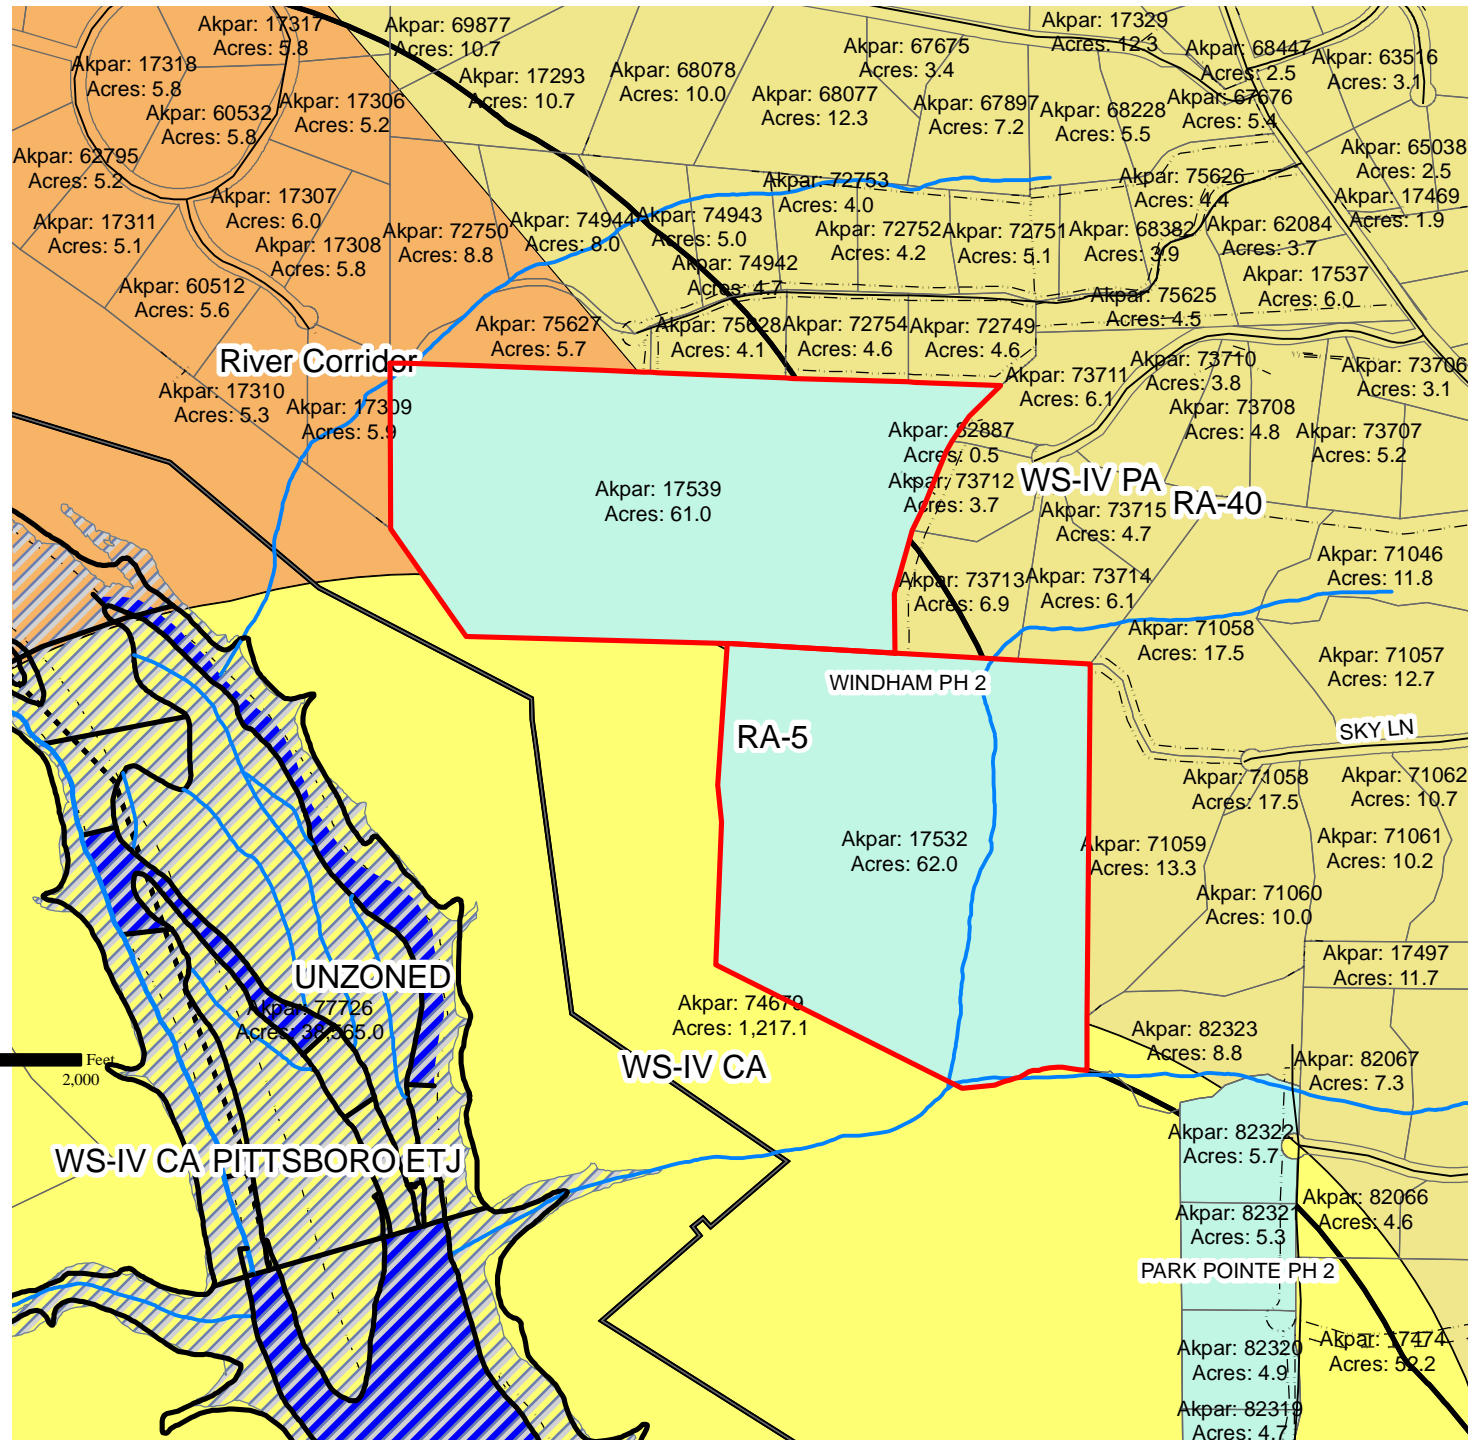 Akpar: 17317
Acres: 5.8
Akpar: 69877
Acres: 10.7
Akpar: 17329
Acres: 12.3
Akpar: 67675
Acres: 3.4
Akpar: 68447
Acres: 2.5
Akpar: 63516
Acres: 3.1
Akpar: 17318
Acres: 5.8
Akpar: 17293
Acres: 10.7
Akpar: 68078
Acres: 10.0
Akpar: 68077
Acres: 12.3
Akpar: 67897
Acres: 7.2
Akpar: 68228
Acres: 5.5
Akpar: 67676
Acres: 5.4
Akpar: 60532
Acres: 5.8
Akpar: 17306
Acres: 5.2
Akpar: 62795
Acres: 5.2
Akpar: 65038
Acres: 2.5
Akpar: 72753
Acres: 4.0
Akpar: 75626
Acres: 4.4
Akpar: 17469
Acres: 1.9
Akpar: 17307
Acres: 6.0
Akpar: 17311
Acres: 5.1
Akpar: 17308
Acres: 5.8
Akpar: 72750
Acres: 8.8
Akpar: 74944
Acres: 8.0
Akpar: 74943
Acres: 5.0
Akpar: 72752
Acres: 4.2
Akpar: 72751
Acres: 5.1
Akpar: 68382
Acres: 3.9
Akpar: 62084
Acres: 3.7
Akpar: 74942
Acres: 4.7
Akpar: 17537
Acres: 6.0
Akpar: 60512
Acres: 5.6
Akpar: 75625
Acres: 4.5
Akpar: 75627
Acres: 5.7
Akpar: 75628
Acres: 4.1
Akpar: 72754
Acres: 4.6
Akpar: 72749
Acres: 4.6
River Corridor
Akpar: 73710
Acres: 3.8
Akpar: 73706
Acres: 3.1
Akpar: 73711
Acres: 6.1
Akpar: 17310
Acres: 5.3
Akpar: 17309
Acres: 5.9
Akpar: 73708
Acres: 4.8
Akpar: 73707
Acres: 5.2
Akpar: 82887
Acres: 0.5
Akpar: 73712
Acres: 3.7
WS-IV PA
RA-40
Akpar: 17539
Acres: 61.0
Akpar: 73715
Acres: 4.7
Akpar: 71046
Acres: 11.8
Akpar: 73713
Acres: 6.9
Akpar: 73714
Acres: 6.1
Akpar: 71058
Acres: 17.5
Akpar: 71057
Acres: 12.7
WINDHAM PH 2
RA-5
SKY LN
Akpar: 71058
Acres: 17.5
Akpar: 71062
Acres: 10.7
Akpar: 17532
Acres: 62.0
Akpar: 71059
Acres: 13.3
Akpar: 71061
Acres: 10.2
Akpar: 71060
Acres: 10.0
Akpar: 17497
Acres: 11.7
UNZONED
Akpar: 77726
Acres: 38,565.0
Akpar: 74679
Acres: 1,217.1
WS-IV CA
Akpar: 82323
Acres: 8.8
Akpar: 82067
Acres: 7.3
Feet
2,000
WS-IV CA PITTSBORO ETJ
Akpar: 82322
Acres: 5.7
Akpar: 82066
Acres: 4.6
Akpar: 82321
Acres: 5.3
PARK POINTE PH 2
Akpar: 82320
Acres: 4.9
Akpar: 17474
Acres: 52.2
Akpar: 82319
Acres: 4.7